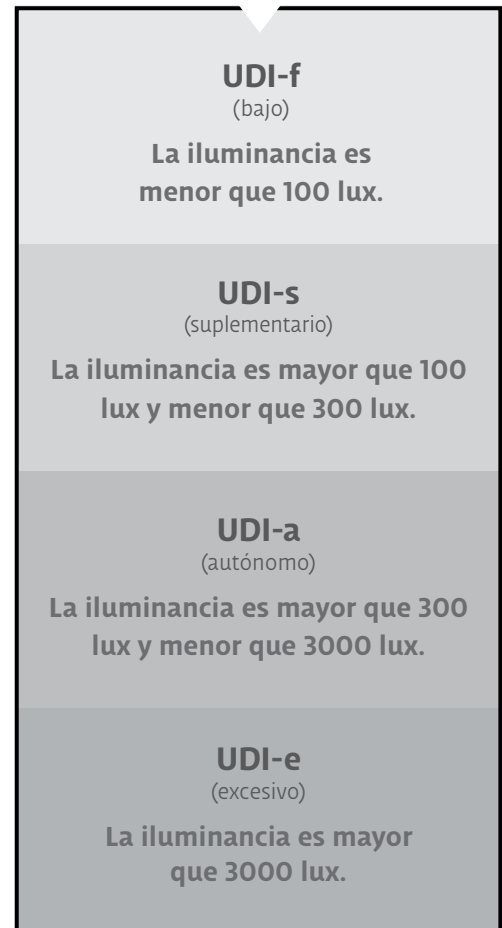 UDI-f
(bajo)
La iluminancia es
menor que 100 lux.
UDI-s
(suplementario)
La iluminancia es mayor que 100
lux y menor que 300 lux.
UDI-a
(autónomo)
La iluminancia es mayor que 300
lux y menor que 3000 lux.
UDI-e
(excesivo)
La iluminancia es mayor
que 3000 lux.